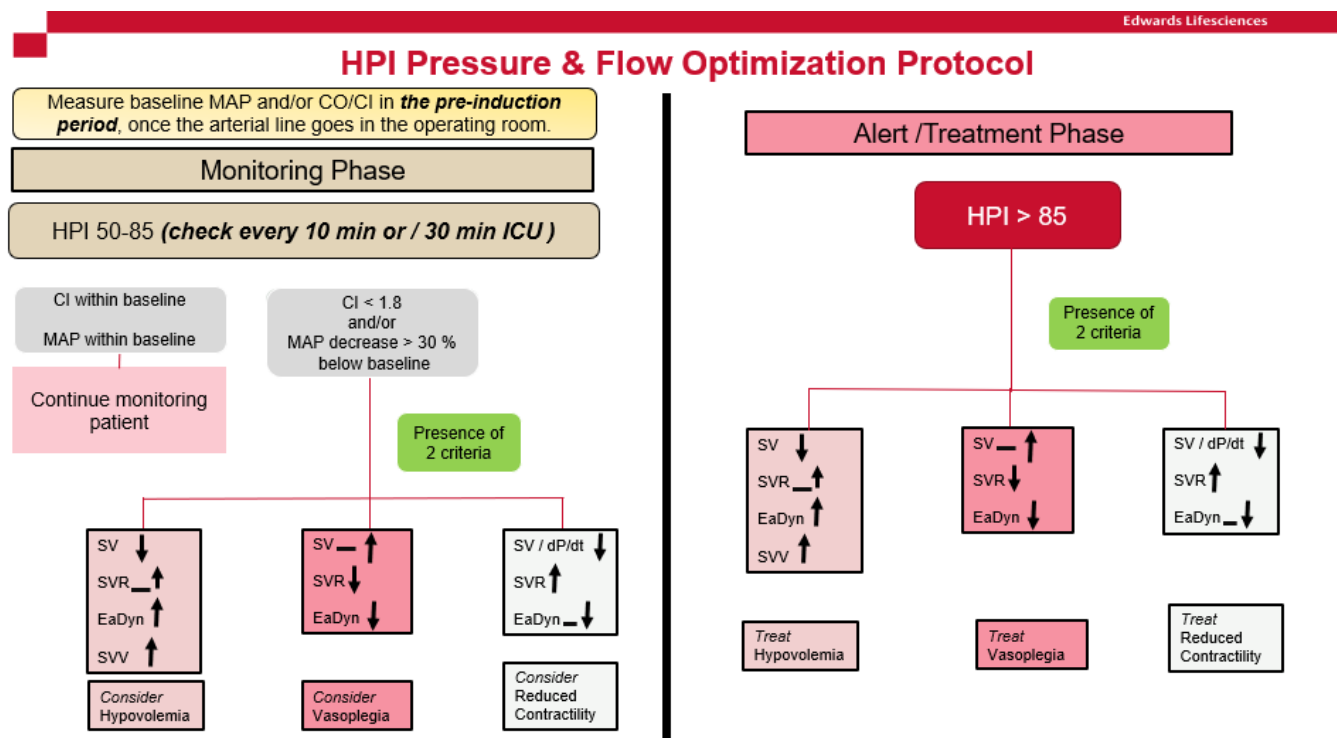 Edwards Lifesciences
HPI Pressure & Flow Optimization Protocol
Measure baseline MAP and/or CO/CI in the pre-induction
period, once the arterial line goes in the operating room.
Monitoring Phase
HPI 50-85 (check every 10 min or / 30 min ICU )
CI within baseline
MAP within baseline
Continue monitoring
patient
CI < 1.8
and/or
MAP decrease > 30 %
below baseline
Presence of
2 criteria
SV
SVR
EaDyn
SVV
Consider
Hypovolemia
SV
SVR
EaDyn
Consider
Vasoplegia
SV / dP/dt
SVR
EaDyn
Consider
Reduced
Contractility
Alert /Treatment Phase
HPI > 85
Presence of
2 criteria
SV
SVR
EaDyn
SVV
Treat
Hypovolemia
SV
SVR
EaDyn
Treat
Vasoplegia
SV / dP/dt
SVR
EaDyn
Treat
Reduced
Contractility